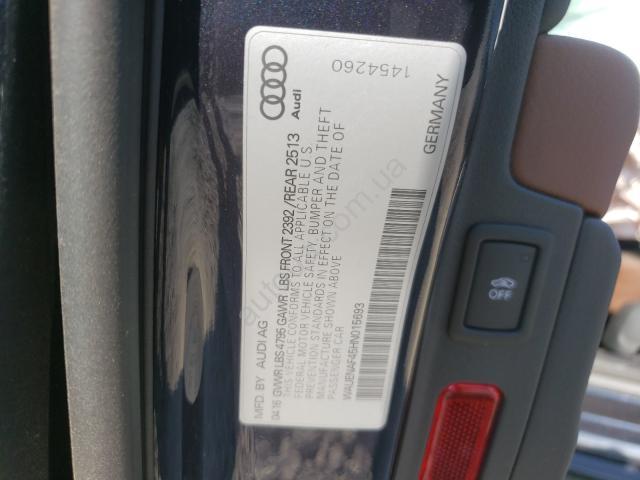 Audi
1454260
MFD. BY AUDI AG
GERMANY
04 16 GVWR LBS 4796 GAWR LBS FRONT 2392/REAR 2513
THIS VEHICLE CONFORMS TO ALL APPLICABLE U.S.
FEDERAL MOTOR VEHICLE SAFETY, BUMPER AND THEFT
PREVENTION STANDARDS IN EFFECT ON THE DATE OF
MANUFACTURE SHOWN ABOVE
PASSENGER CAR
WAUENAF45HN015693
OFF